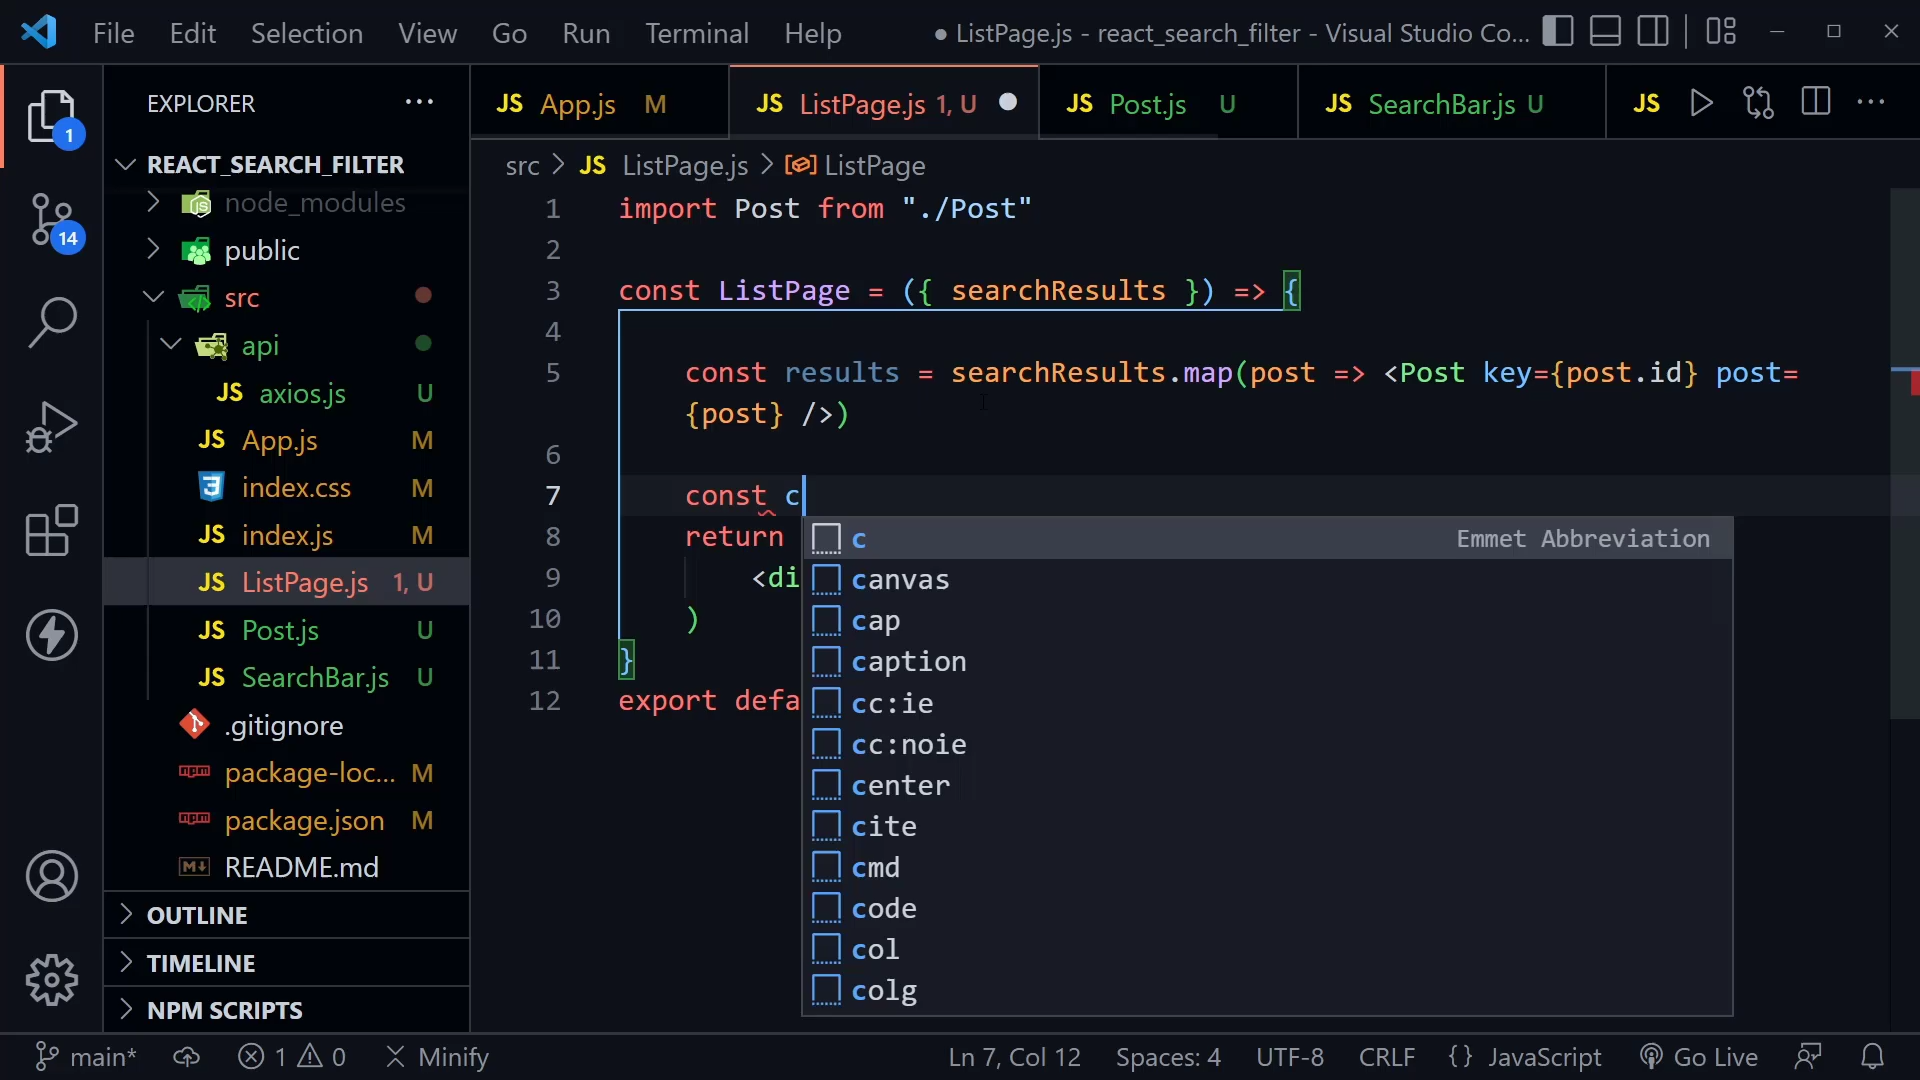 File Edit Selection View Go Run Terminal Help ● ListPage.js - react_search_filter - Visual Studio Co...
EXPLORER ...
JS App.js M JS ListPage.js 1, U JS Post.js U JS SearchBar.js U JS
1
14
REACT_SEARCH_FILTER
node_modules
public
src
api
JS axios.js U
JS App.js M
index.css M
JS index.js M
JS ListPage.js 1, U
JS Post.js U
JS SearchBar.js U
.gitignore
package-loc... M
package.json M
README.md
OUTLINE
TIMELINE
NPM SCRIPTS
src > JS ListPage.js > ListPage
1 import Post from "./Post"
2
3 const ListPage = ({ searchResults }) => {
4
5 const results = searchResults.map(post => <Post key={post.id} post=
{post} />)
6
7 const c
8 return
9 <di
10 )
11 }
12 export defa
c Emmet Abbreviation
canvas
cap
caption
cc:ie
cc:noie
center
cite
cmd
code
col
colg
main* 1 0 Minify Ln 7, Col 12 Spaces: 4 UTF-8 CRLF {} JavaScript Go Live